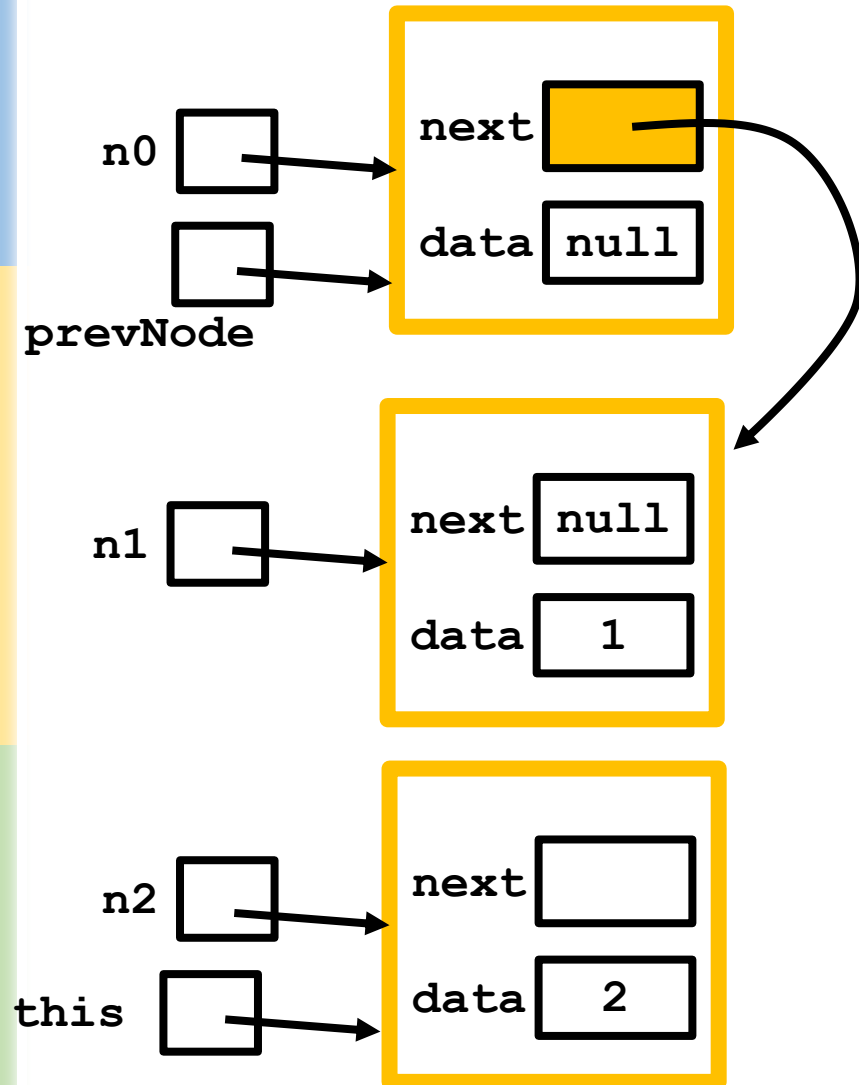 n0
next
data null
prevNode
n1
next null
data 1
n2
next
this
data 2